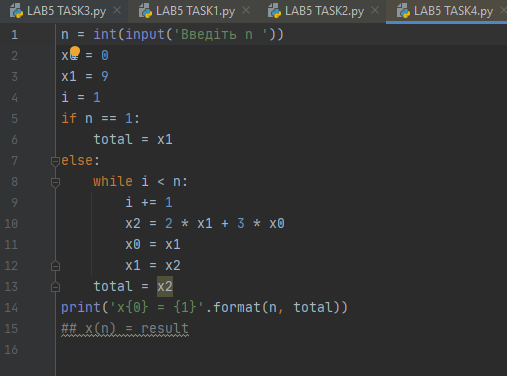 LAB5 TASK3.py LAB5 TASK1.py LAB5 TASK2.py LAB5 TASK4.py
1 n = int(input('Введіть n '))
2 x0 = 0
3 x1 = 9
4 i = 1
5 if n == 1:
6     total = x1
7 else:
8     while i < n:
9         i += 1
10         x2 = 2 * x1 + 3 * x0
11         x0 = x1
12         x1 = x2
13     total = x2
14 print('x{0} = {1}'.format(n, total))
15 ## x(n) = result
16